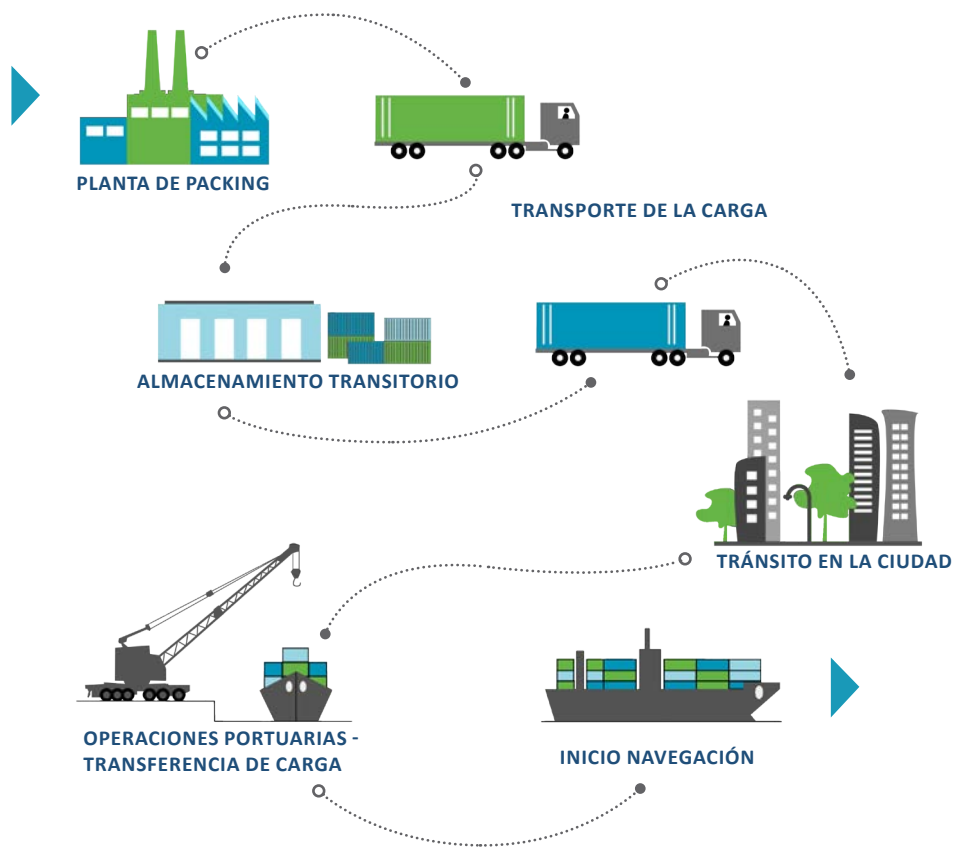 PLANTA DE PACKING
TRANSPORTE DE LA CARGA
ALMACENAMIENTO TRANSITORIO
TRÁNSITO EN LA CIUDAD
OPERACIONES PORTUARIAS -
TRANSFERENCIA DE CARGA
INICIO NAVEGACIÓN